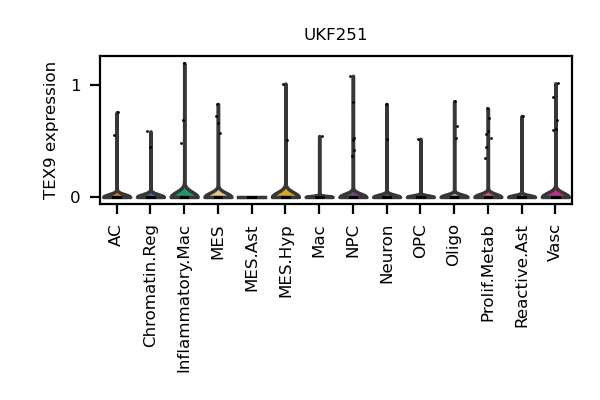 UKF251
TEX9 expression
1
0
AC
Chromatin.Reg
Inflammatory.Mac
MES
MES.Ast
MES.Hyp
Mac
NPC
Neuron
OPC
Oligo
Prolif.Metab
Reactive.Ast
Vasc